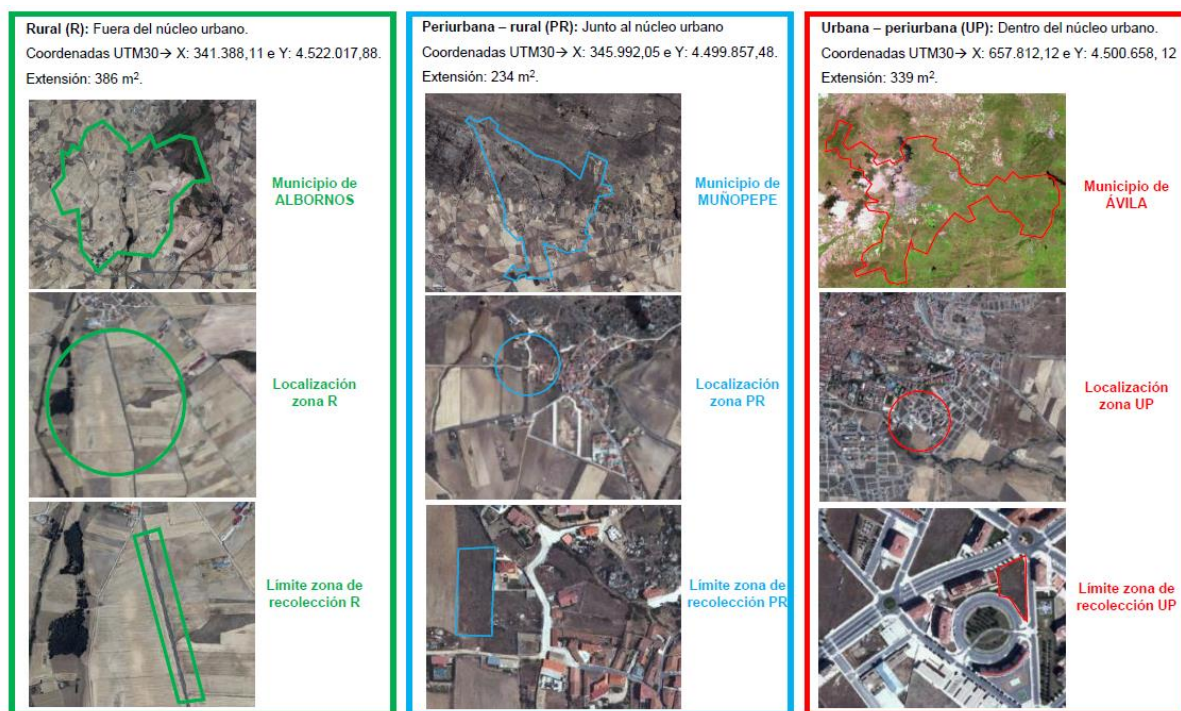 Rural (R): Fuera del núcleo urbano.
Coordenadas UTM30→ X: 341.388,11 e Y: 4.522.017,88.
Extensión: 386 m².
Municipio de
ALBORNOS
Localización
zona R
Límite zona de
recolección R
Periurbana – rural (PR): Junto al núcleo urbano
Coordenadas UTM30→ X: 345.992,05 e Y: 4.499.857,48.
Extensión: 234 m².
Municipio de
MUÑOPEPE
Localización
zona PR
Límite zona de
recolección PR
Urbana – periurbana (UP): Dentro del núcleo urbano.
Coordenadas UTM30→ X: 657.812,12 e Y: 4.500.658, 12
Extensión: 339 m².
Municipio de
ÁVILA
Localización
zona UP
Límite zona de
recolección UP